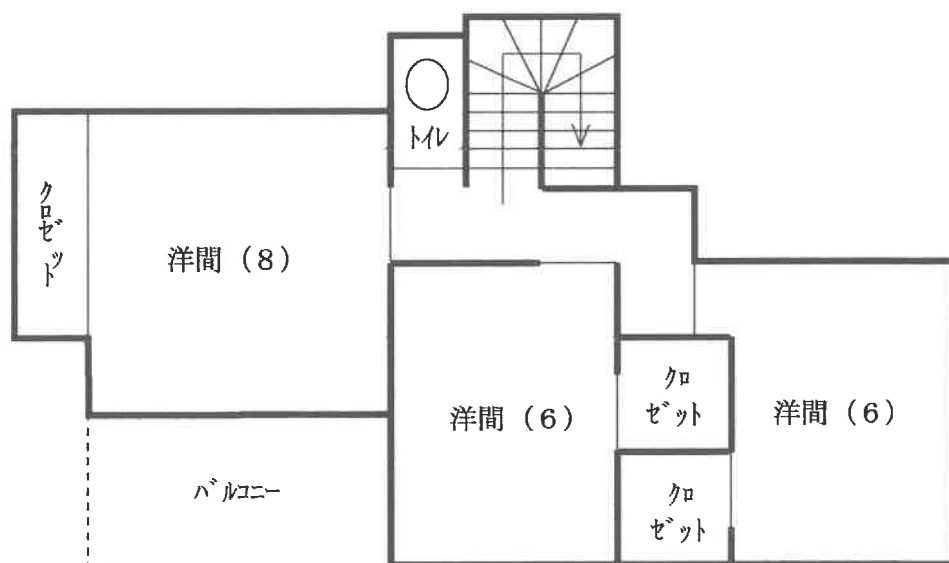 トイレ
クロゼット
洋間（8）
洋間（6）
クロ
ゼット
洋間（6）
バルコニー
クロ
ゼット